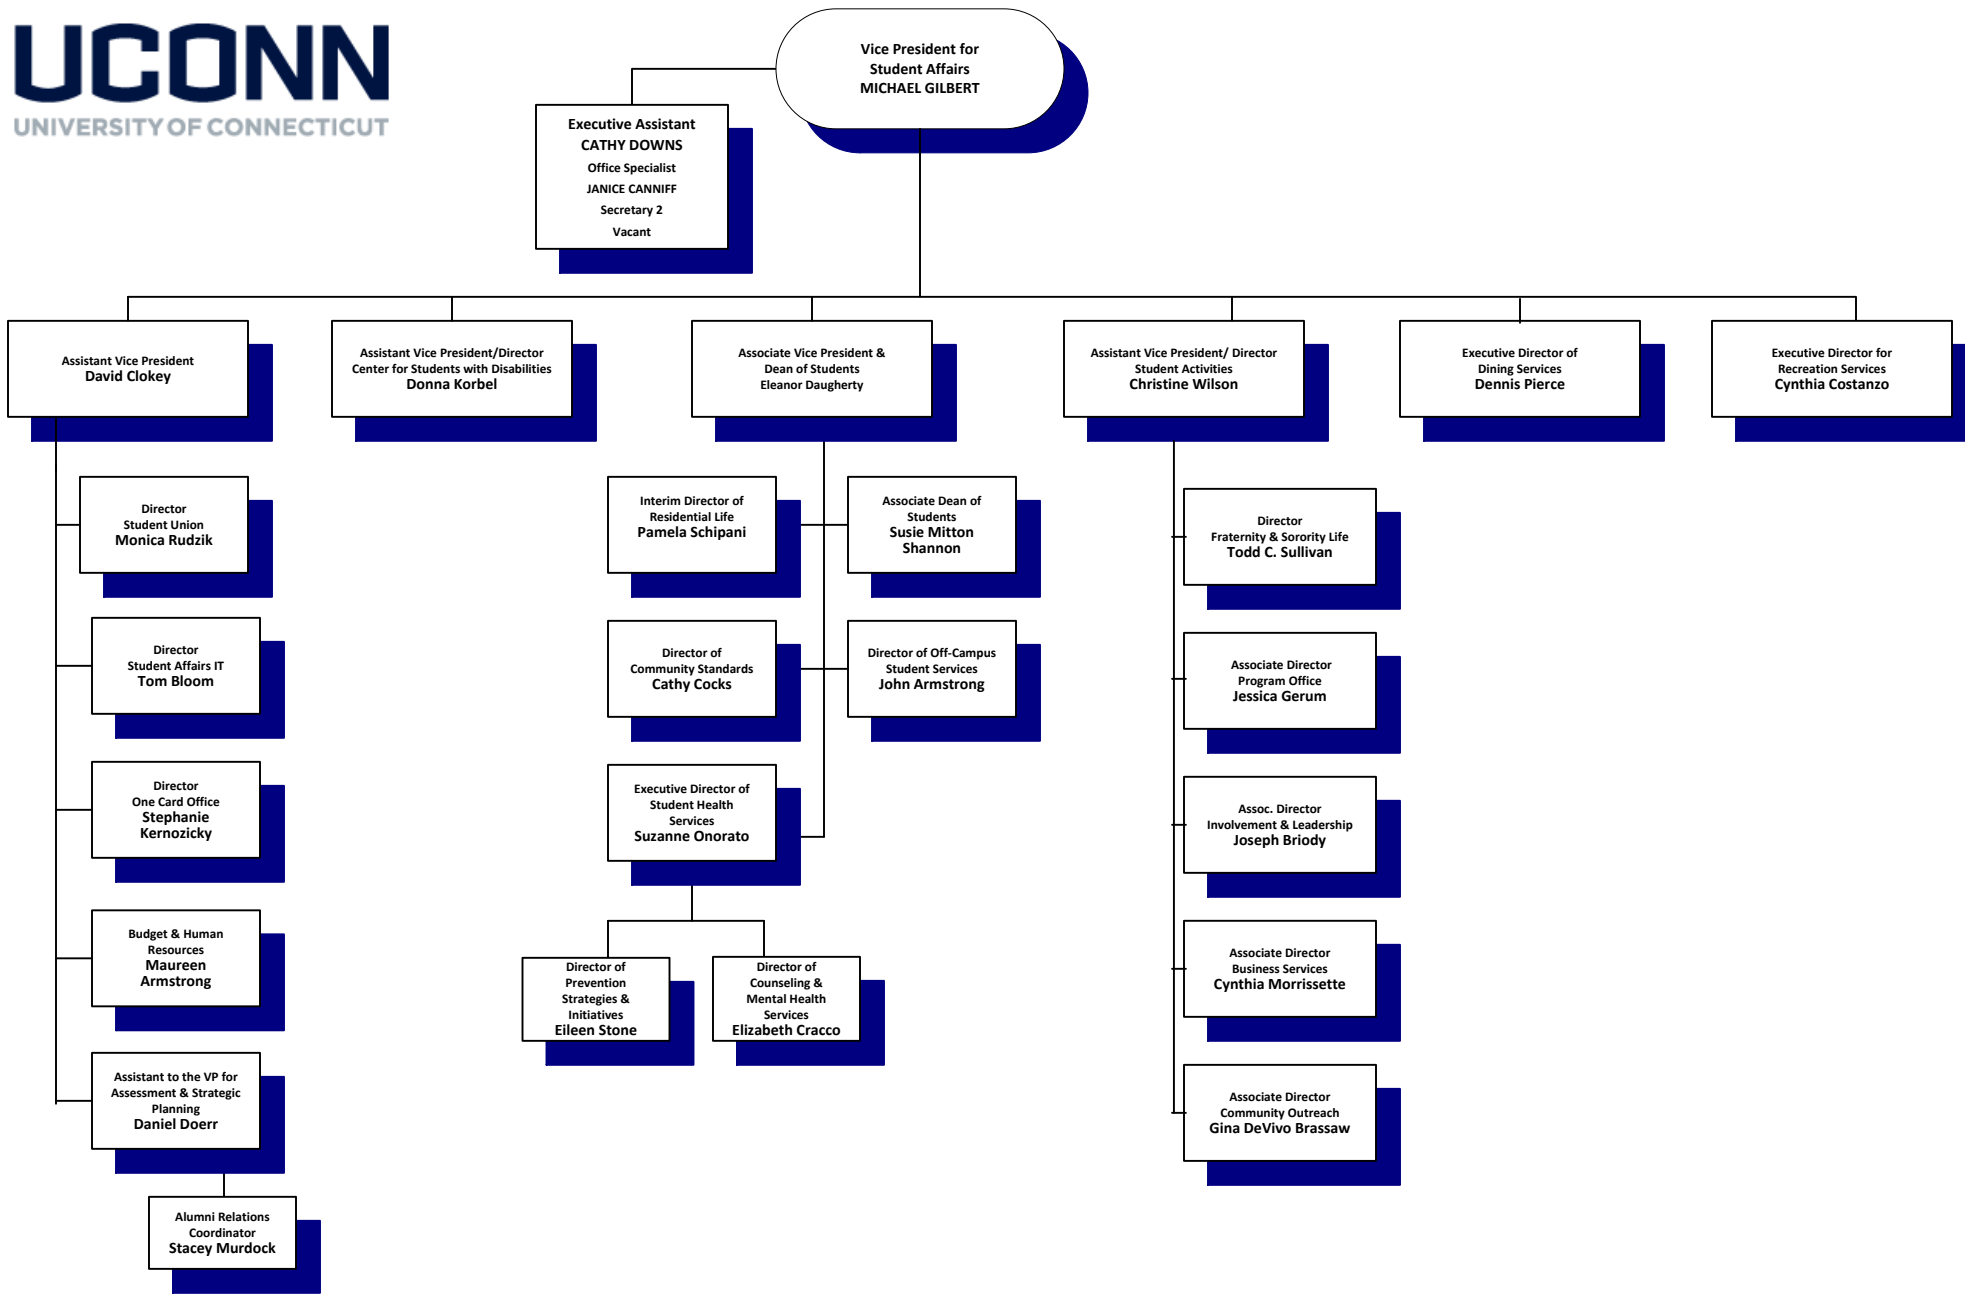 UCONN
UNIVERSITY OF CONNECTICUT
Vice President for
Student Affairs
MICHAEL GILBERT
Executive Assistant
CATHY DOWNS
Office Specialist
JANICE CANNIFF
Secretary 2
Vacant
Assistant Vice President
David Clokey
Assistant Vice President/Director
Center for Students with Disabilities
Donna Korbel
Associate Vice President &
Dean of Students
Eleanor Daugherty
Assistant Vice President/ Director
Student Activities
Christine Wilson
Executive Director of
Dining Services
Dennis Pierce
Executive Director for
Recreation Services
Cynthia Costanzo
Director
Student Union
Monica Rudzik
Director
Student Affairs IT
Tom Bloom
Director
One Card Office
Stephanie
Kernozicky
Budget & Human
Resources
Maureen
Armstrong
Assistant to the VP for
Assessment & Strategic
Planning
Daniel Doerr
Alumni Relations
Coordinator
Stacey Murdock
Interim Director of
Residential Life
Pamela Schipani
Associate Dean of
Students
Susie Mitton
Shannon
Director of
Community Standards
Cathy Cocks
Director of Off-Campus
Student Services
John Armstrong
Executive Director of
Student Health
Services
Suzanne Onorato
Director of
Prevention
Strategies &
Initiatives
Eileen Stone
Director of
Counseling &
Mental Health
Services
Elizabeth Cracco
Director
Fraternity & Sorority Life
Todd C. Sullivan
Associate Director
Program Office
Jessica Gerum
Assoc. Director
Involvement & Leadership
Joseph Briody
Associate Director
Business Services
Cynthia Morrissette
Associate Director
Community Outreach
Gina DeVivo Brassaw